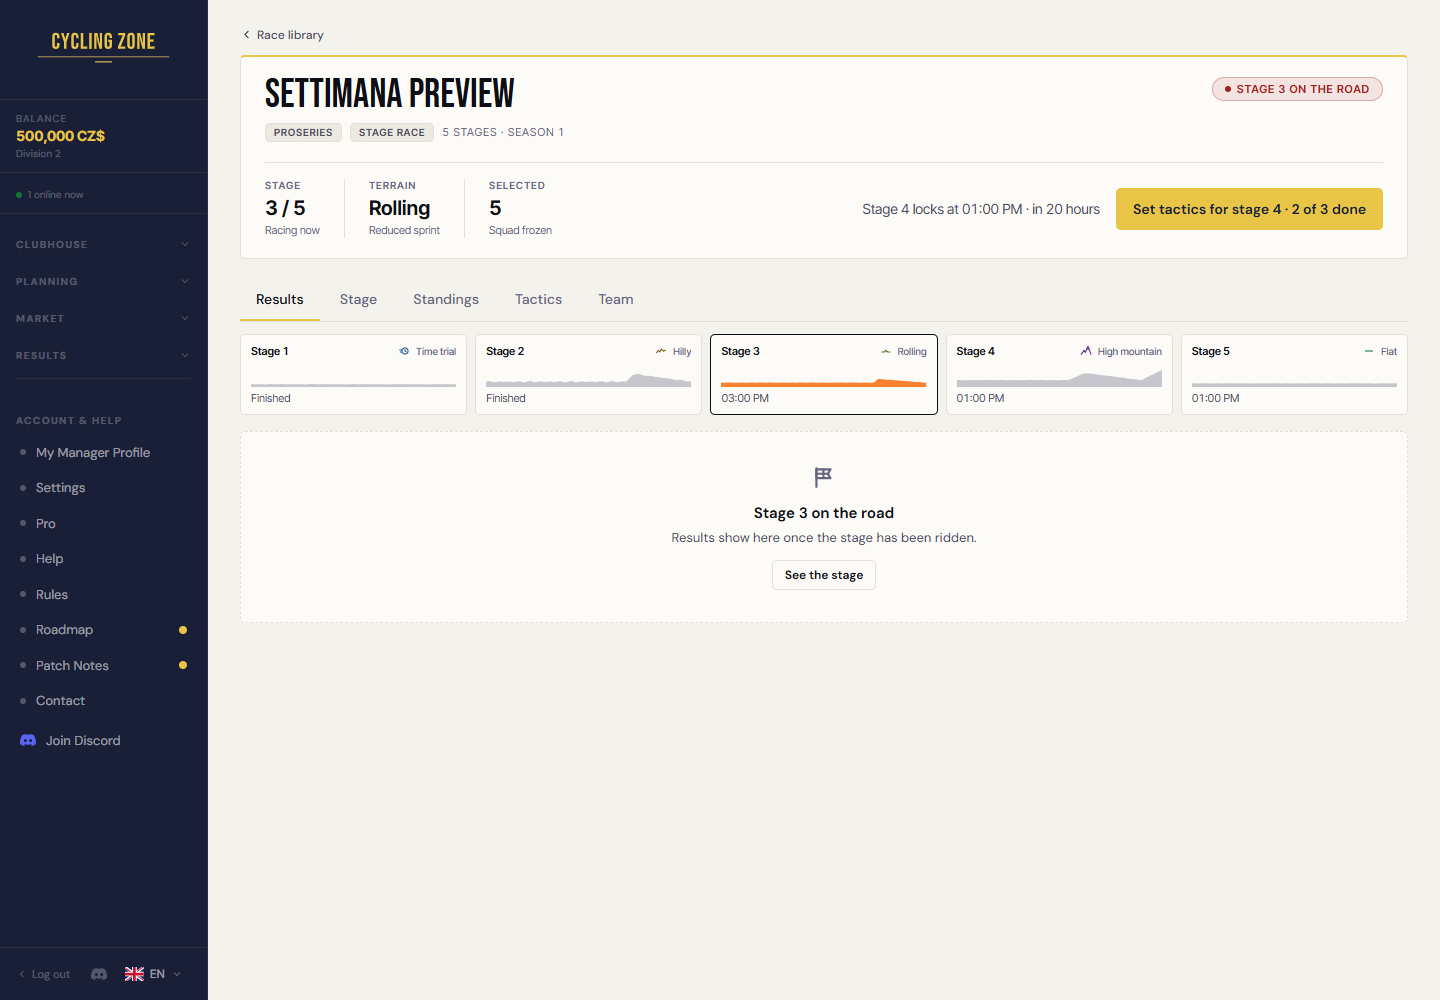 CYCLING ZONE
BALANCE
500,000 CZ$
Division 2
1 online now
CLUBHOUSE
PLANNING
MARKET
RESULTS
ACCOUNT & HELP
My Manager Profile
Settings
Pro
Help
Rules
Roadmap
Patch Notes
Contact
Join Discord
Log out
EN
Race library
SETTIMANA PREVIEW
STAGE 3 ON THE ROAD
PROSERIES STAGE RACE 5 STAGES · SEASON 1
STAGE
3 / 5
Racing now
TERRAIN
Rolling
Reduced sprint
SELECTED
5
Squad frozen
Stage 4 locks at 01:00 PM · in 20 hours
Set tactics for stage 4 · 2 of 3 done
Results Stage Standings Tactics Team
Stage 1 Time trial
Finished
Stage 2 Hilly
Finished
Stage 3 Rolling
03:00 PM
Stage 4 High mountain
01:00 PM
Stage 5 Flat
01:00 PM
Stage 3 on the road
Results show here once the stage has been ridden.
See the stage